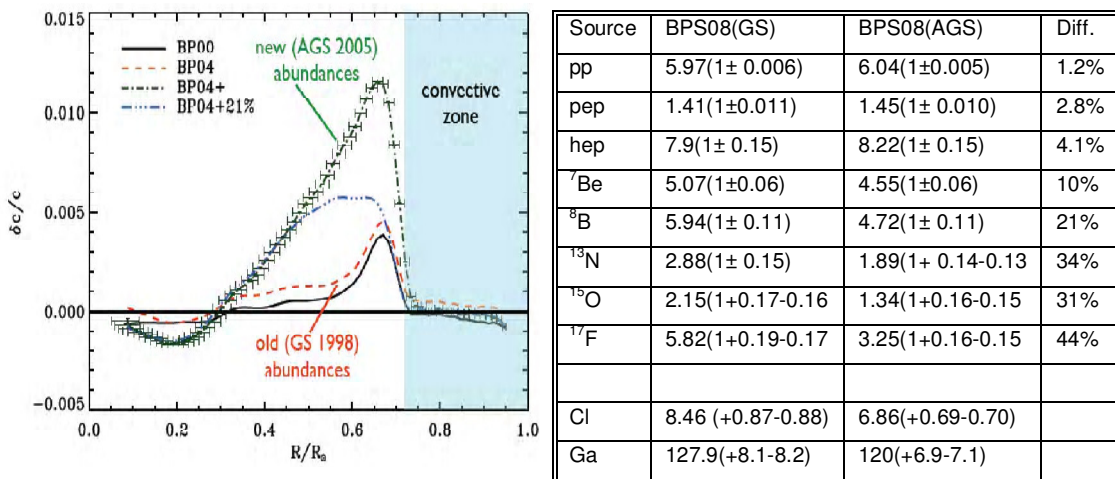 BP00
BP04
BP04+
BP04+21%
new (AGS 2005)
abundances
convective
zone
old (GS 1998)
abundances
0.015
0.010
0.005
0.000
−0.005
δc/c
0.0 0.2 0.4 0.6 0.8 1.0
R/Rs
Source BPS08(GS) BPS08(AGS) Diff.
pp 5.97(1± 0.006) 6.04(1±0.005) 1.2%
pep 1.41(1±0.011) 1.45(1± 0.010) 2.8%
hep 7.9(1± 0.15) 8.22(1± 0.15) 4.1%
⁷Be 5.07(1±0.06) 4.55(1±0.06) 10%
⁸B 5.94(1± 0.11) 4.72(1± 0.11) 21%
¹³N 2.88(1± 0.15) 1.89(1+ 0.14-0.13 34%
¹⁵O 2.15(1+0.17-0.16 1.34(1+0.16-0.15 31%
¹⁷F 5.82(1+0.19-0.17 3.25(1+0.16-0.15 44%
Cl 8.46 (+0.87-0.88) 6.86(+0.69-0.70)
Ga 127.9(+8.1-8.2) 120(+6.9-7.1)